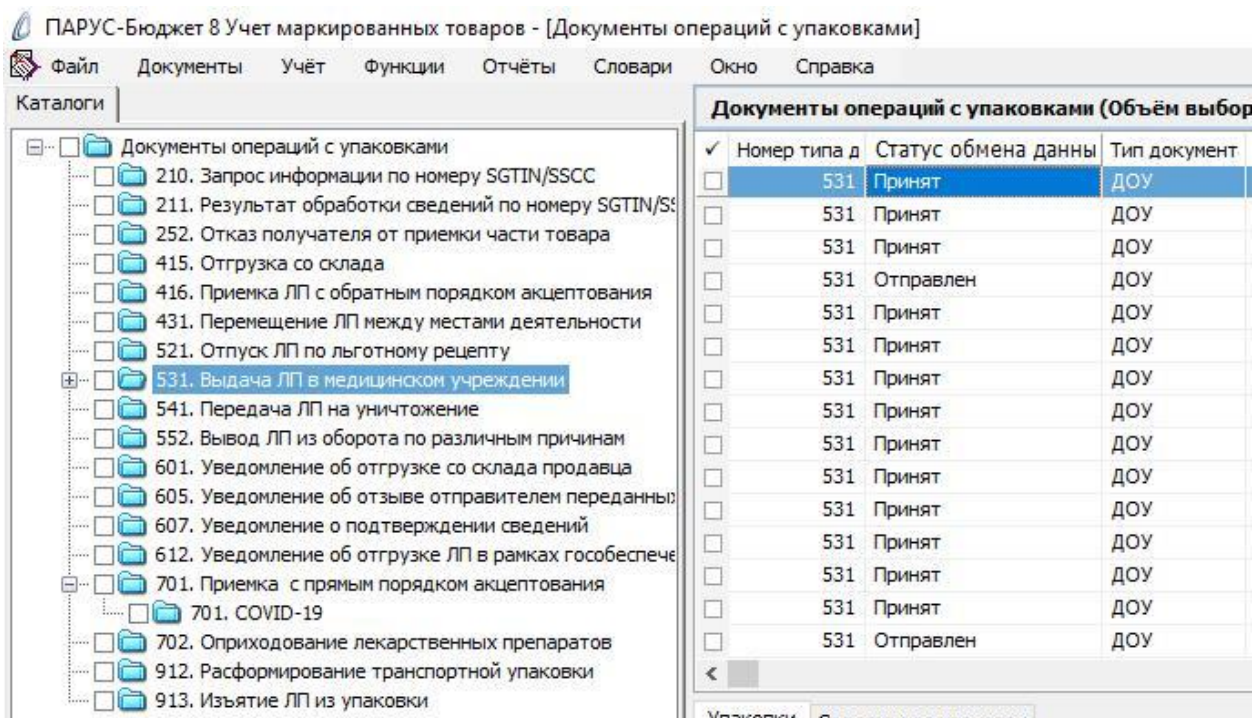 ПАРУС-Бюджет 8 Учет маркированных товаров - [Документы операций с упаковками]
Файл Документы Учёт Функции Отчёты Словари Окно Справка
Каталоги
Документы операций с упаковками
210. Запрос информации по номеру SGTIN/SSCC
211. Результат обработки сведений по номеру SGTIN/SS
252. Отказ получателя от приемки части товара
415. Отгрузка со склада
416. Приемка ЛП с обратным порядком акцептования
431. Перемещение ЛП между местами деятельности
521. Отпуск ЛП по льготному рецепту
531. Выдача ЛП в медицинском учреждении
541. Передача ЛП на уничтожение
552. Вывод ЛП из оборота по различным причинам
601. Уведомление об отгрузке со склада продавца
605. Уведомление об отзыве отправителем переданны
607. Уведомление о подтверждении сведений
612. Уведомление об отгрузке ЛП в рамках гособеспече
701. Приемка с прямым порядком акцептования
701. COVID-19
702. Оприходование лекарственных препаратов
912. Расформирование транспортной упаковки
913. Изъятие ЛП из упаковки
Документы операций с упаковками (Объём выбор
Номер типа д Статус обмена данны Тип документ
531 Принят ДОУ
531 Принят ДОУ
531 Принят ДОУ
531 Отправлен ДОУ
531 Принят ДОУ
531 Принят ДОУ
531 Принят ДОУ
531 Принят ДОУ
531 Принят ДОУ
531 Принят ДОУ
531 Принят ДОУ
531 Принят ДОУ
531 Принят ДОУ
531 Принят ДОУ
531 Отправлен ДОУ
Упаковки